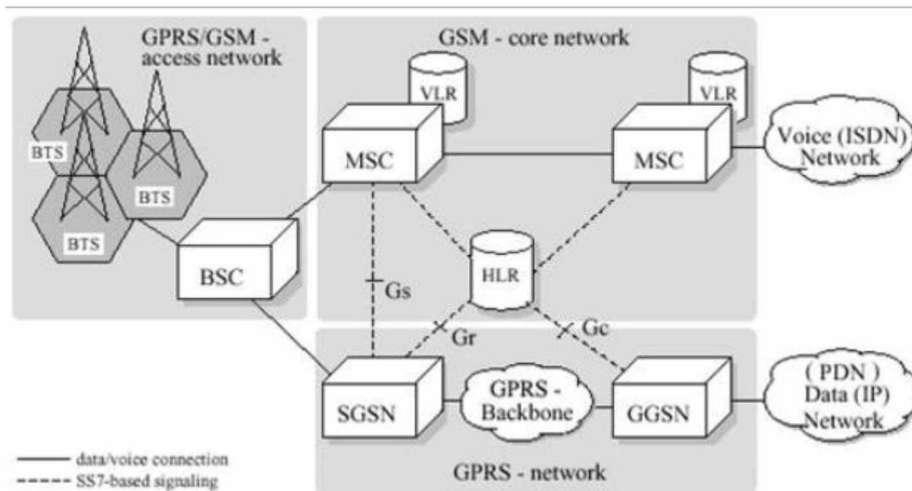 GPRS/GSM -
access network
BTS
BTS
BTS
BSC
GSM - core network
VLR
MSC
VLR
MSC
Voice (ISDN)
Network
HLR
Gs
Gr
Gc
SGSN
GPRS -
Backbone
GGSN
( PDN )
Data (IP)
Network
GPRS - network
data/voice connection
SS7-based signaling